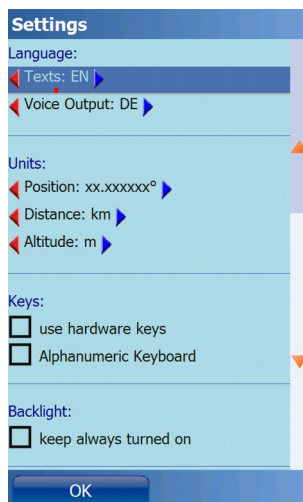 Settings
Language:
Texts: EN
Voice Output: DE
Units:
Position: xx.xxxxxx°
Distance: km
Altitude: m
Keys:
use hardware keys
Alphanumeric Keyboard
Backlight:
keep always turned on
OK